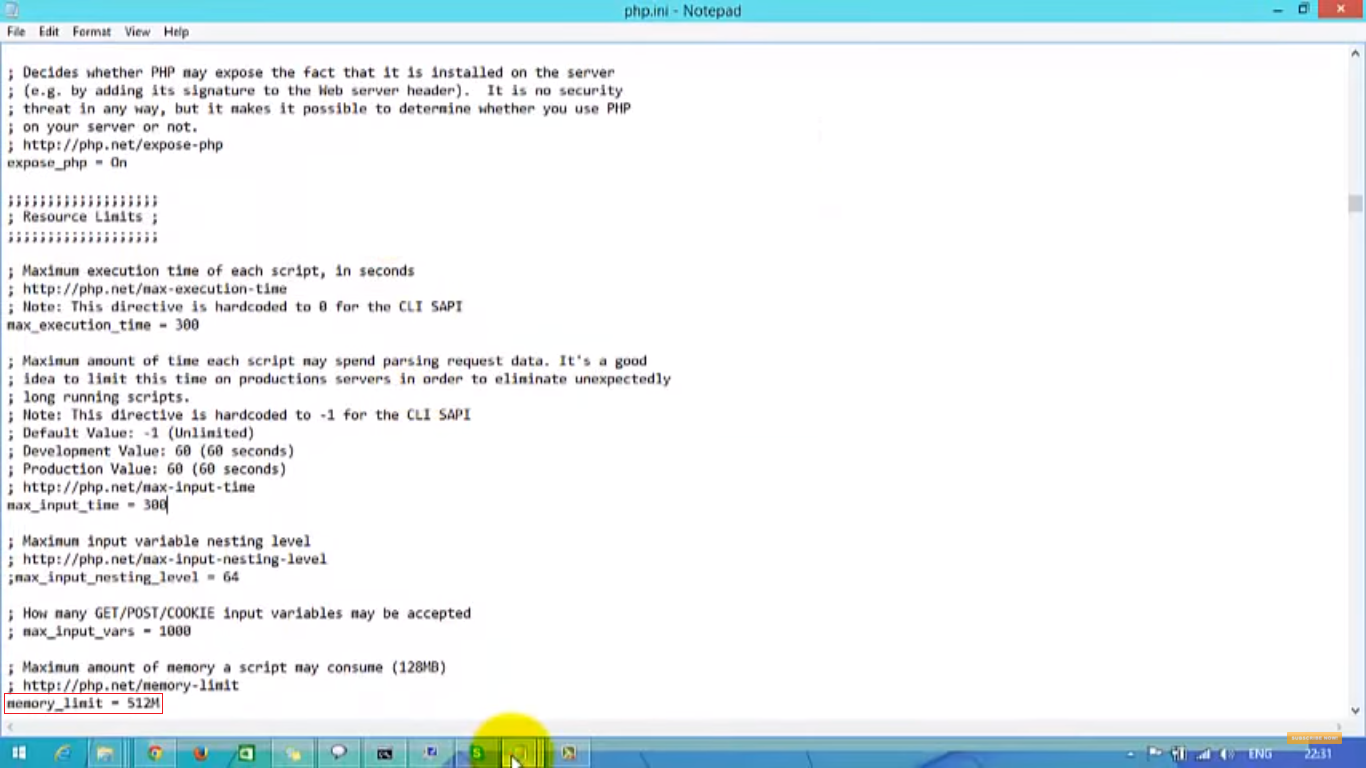 php.ini - Notepad
File Edit Format View Help
; Decides whether PHP may expose the fact that it is installed on the server
; (e.g. by adding its signature to the Web server header).  It is no security
; threat in any way, but it makes it possible to determine whether you use PHP
; on your server or not.
; http://php.net/expose-php
expose_php = On
;;;;;;;;;;;;;;;;;;;
; Resource Limits ;
;;;;;;;;;;;;;;;;;;;
; Maximum execution time of each script, in seconds
; http://php.net/max-execution-time
; Note: This directive is hardcoded to 0 for the CLI SAPI
max_execution_time = 300
; Maximum amount of time each script may spend parsing request data. It's a good
; idea to limit this time on productions servers in order to eliminate unexpectedly
; long running scripts.
; Note: This directive is hardcoded to -1 for the CLI SAPI
; Default Value: -1 (Unlimited)
; Development Value: 60 (60 seconds)
; Production Value: 60 (60 seconds)
; http://php.net/max-input-time
max_input_time = 300
; Maximum input variable nesting level
; http://php.net/max-input-nesting-level
;max_input_nesting_level = 64
; How many GET/POST/COOKIE input variables may be accepted
; max_input_vars = 1000
; Maximum amount of memory a script may consume (128MB)
; http://php.net/memory-limit
memory_limit = 512M
SUBSCRIBE NOW!
ENG 22:31